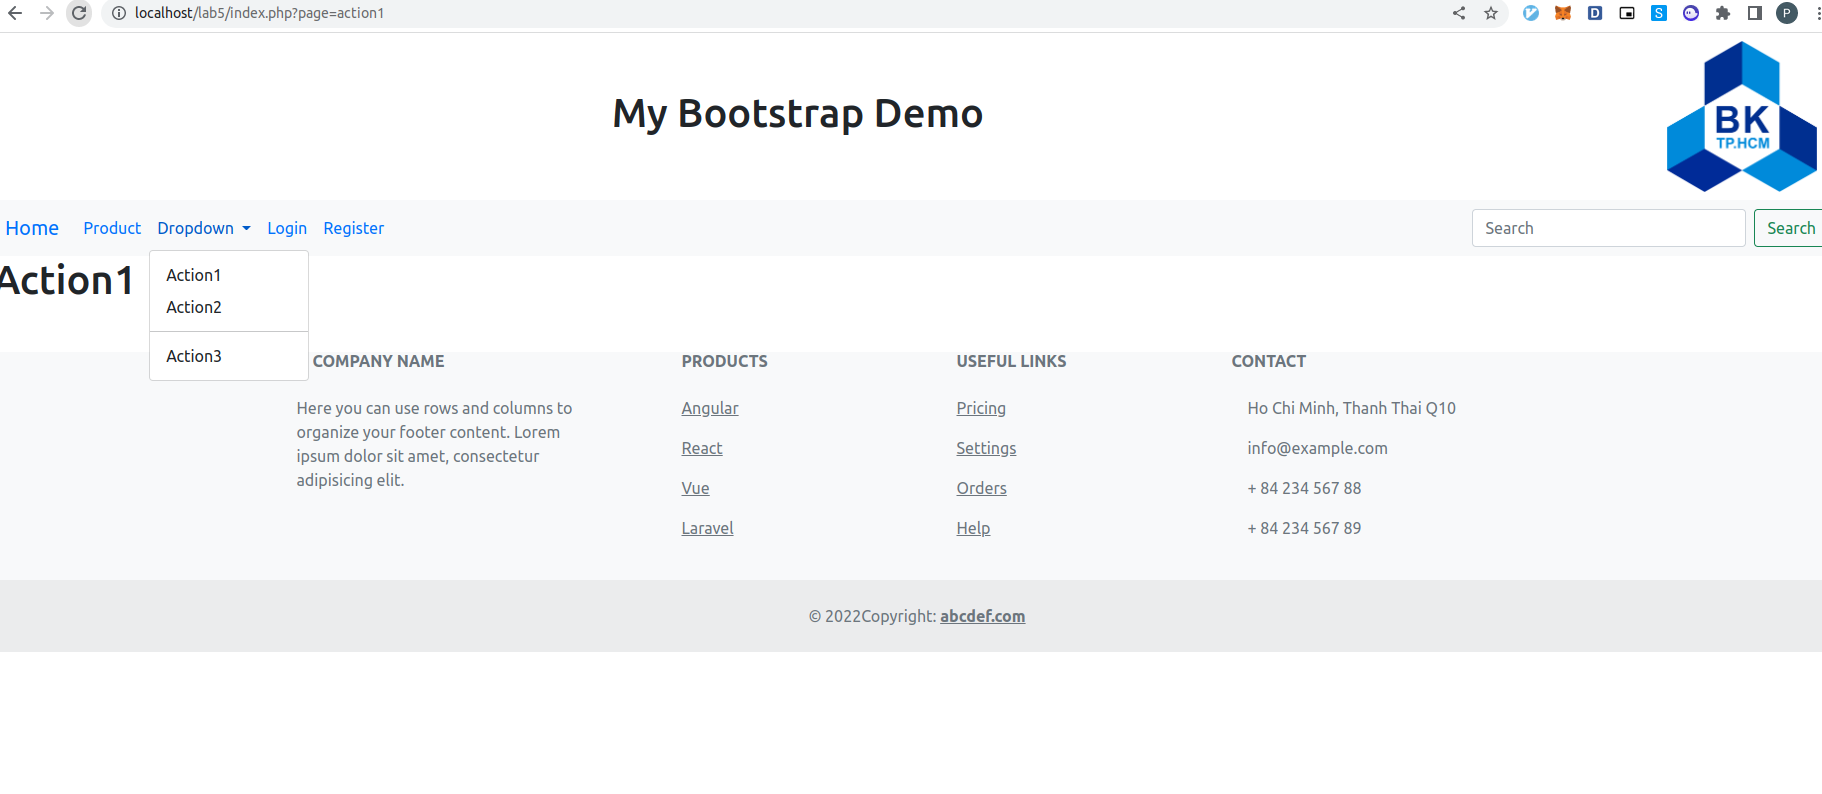 localhost/lab5/index.php?page=action1
D
S
P
My Bootstrap Demo
BK
TP.HCM
Home Product Dropdown Login Register Search Search
Action1
Action1
Action2
Action3
COMPANY NAME
Here you can use rows and columns to
organize your footer content. Lorem
ipsum dolor sit amet, consectetur
adipisicing elit.
PRODUCTS
Angular
React
Vue
Laravel
USEFUL LINKS
Pricing
Settings
Orders
Help
CONTACT
Ho Chi Minh, Thanh Thai Q10
info@example.com
+ 84 234 567 88
+ 84 234 567 89
© 2022Copyright: abcdef.com